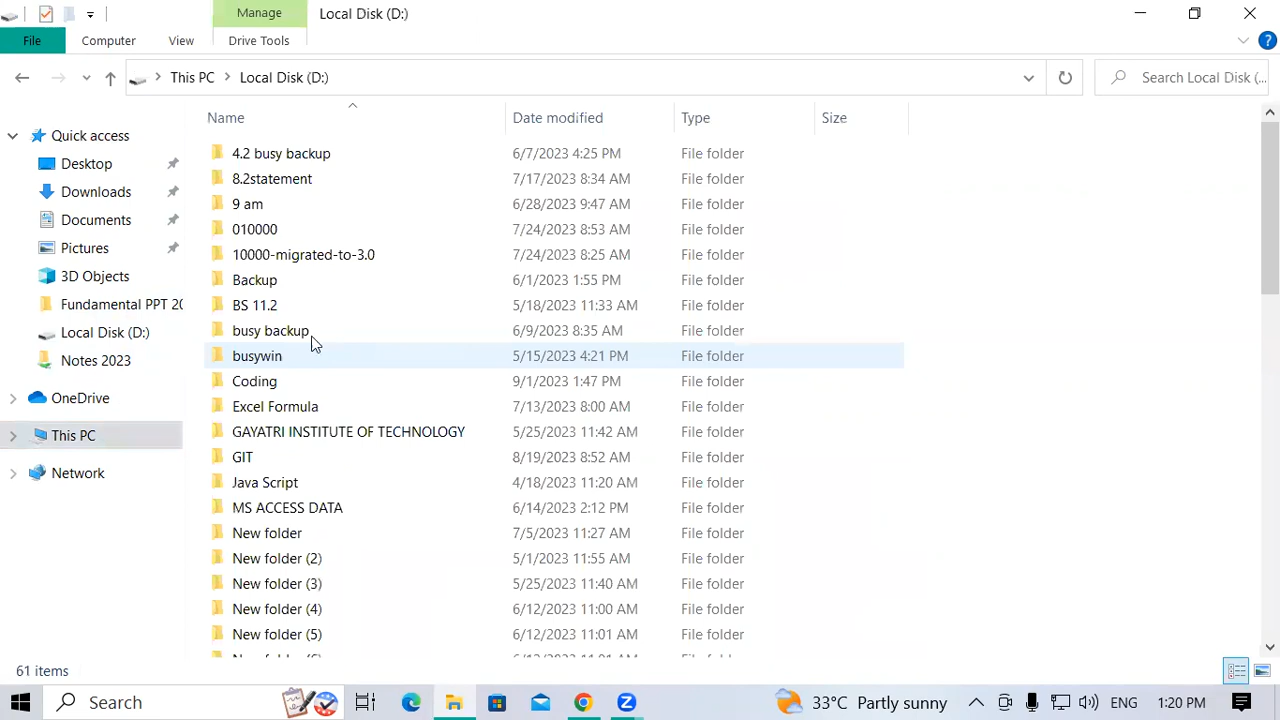 Manage
Local Disk (D:)
File
Computer
View
Drive Tools
This PC
Local Disk (D:)
Search Local Disk (...
Name
Date modified
Type
Size
Quick access
Desktop
Downloads
Documents
Pictures
3D Objects
Fundamental PPT 20
Local Disk (D:)
Notes 2023
OneDrive
This PC
Network
4.2 busy backup 6/7/2023 4:25 PM File folder
8.2statement 7/17/2023 8:34 AM File folder
9 am 6/28/2023 9:47 AM File folder
010000 7/24/2023 8:53 AM File folder
10000-migrated-to-3.0 7/24/2023 8:25 AM File folder
Backup 6/1/2023 1:55 PM File folder
BS 11.2 5/18/2023 11:33 AM File folder
busy backup 6/9/2023 8:35 AM File folder
busywin 5/15/2023 4:21 PM File folder
Coding 9/1/2023 1:47 PM File folder
Excel Formula 7/13/2023 8:00 AM File folder
GAYATRI INSTITUTE OF TECHNOLOGY 5/25/2023 11:42 AM File folder
GIT 8/19/2023 8:52 AM File folder
Java Script 4/18/2023 11:20 AM File folder
MS ACCESS DATA 6/14/2023 2:12 PM File folder
New folder 7/5/2023 11:27 AM File folder
New folder (2) 5/1/2023 11:55 AM File folder
New folder (3) 5/25/2023 11:40 AM File folder
New folder (4) 6/12/2023 11:00 AM File folder
New folder (5) 6/12/2023 11:01 AM File folder
61 items
Search
33°C Partly sunny
ENG
1:20 PM